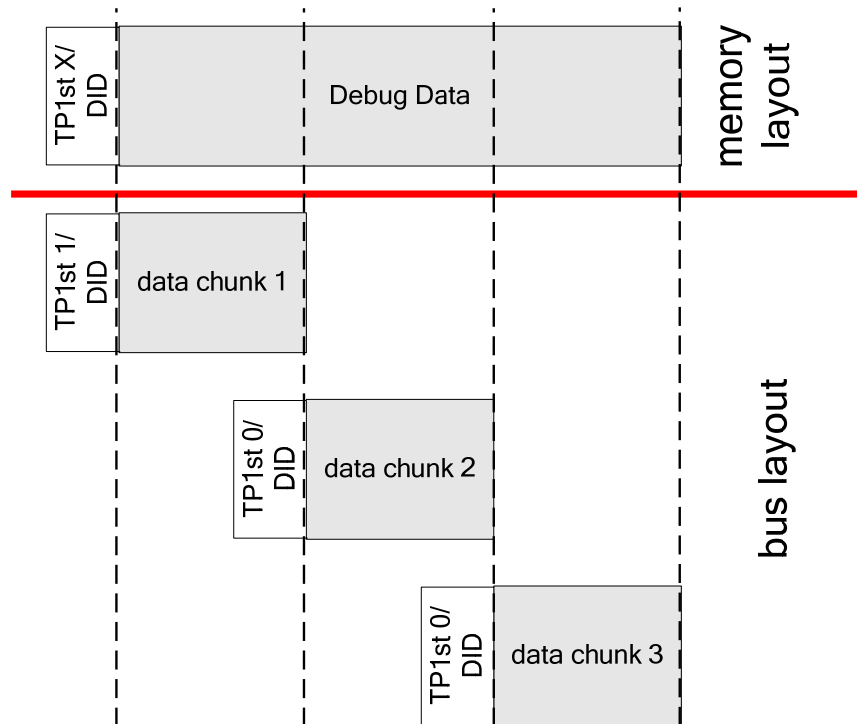 TP1st X/
DID
Debug Data
memory
layout
TP1st 1/
DID
data chunk 1
TP1st 0/
DID
data chunk 2
bus layout
TP1st 0/
DID
data chunk 3